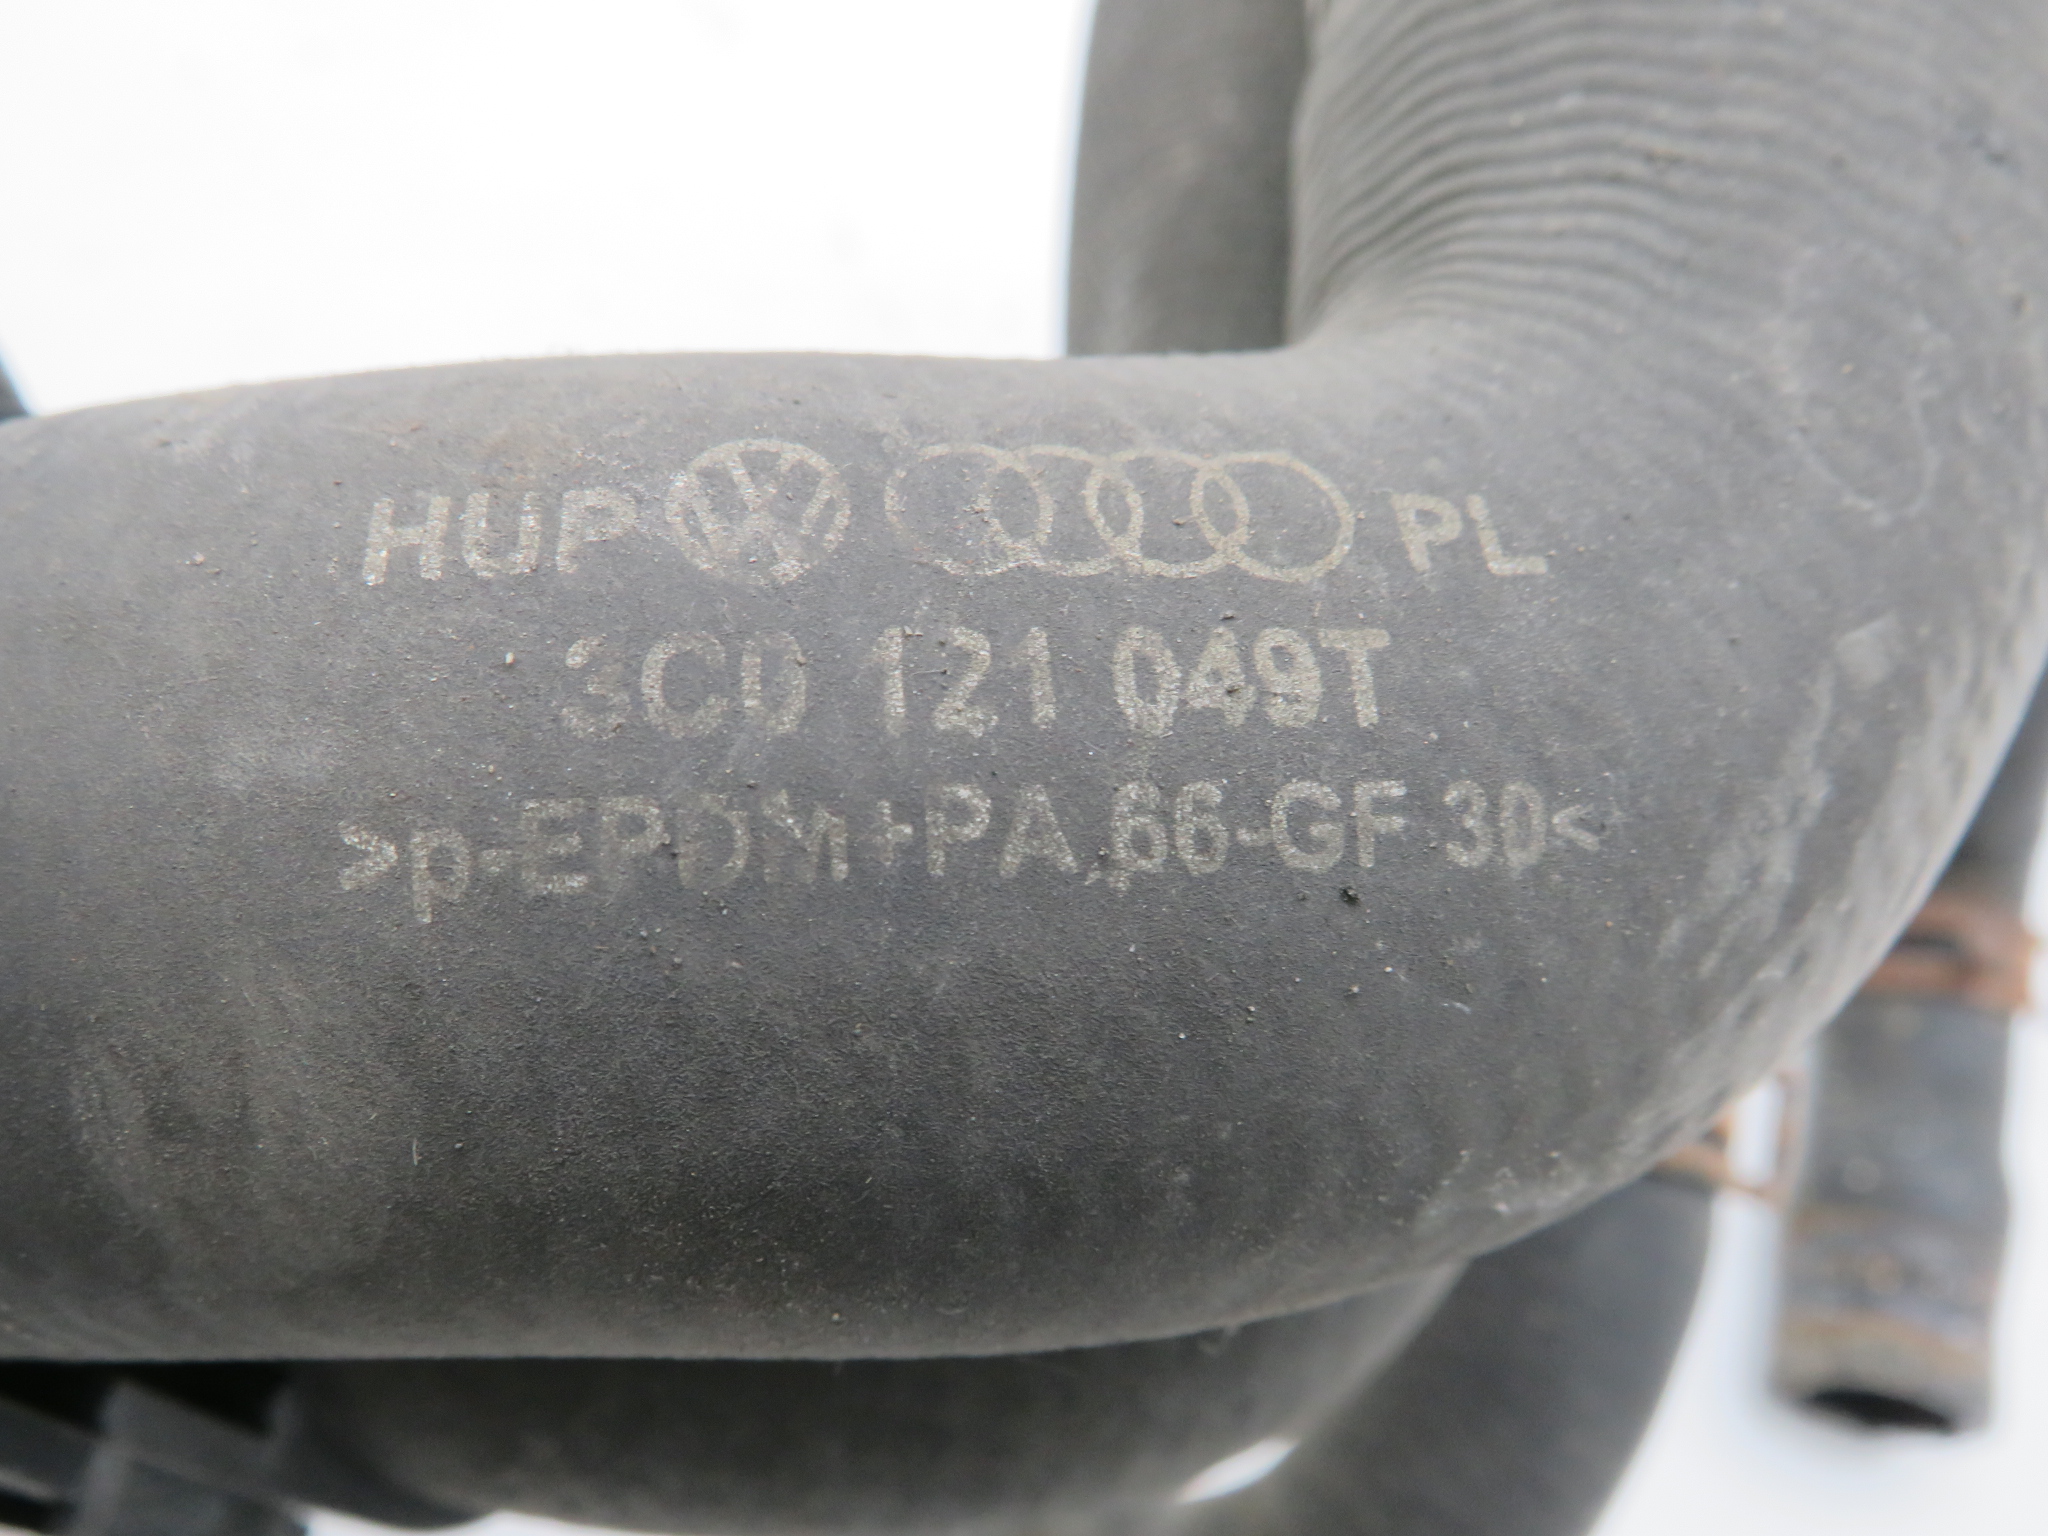 HUP PL
3C0 121 049T
>p-EPDM+PA.66-GF 30<